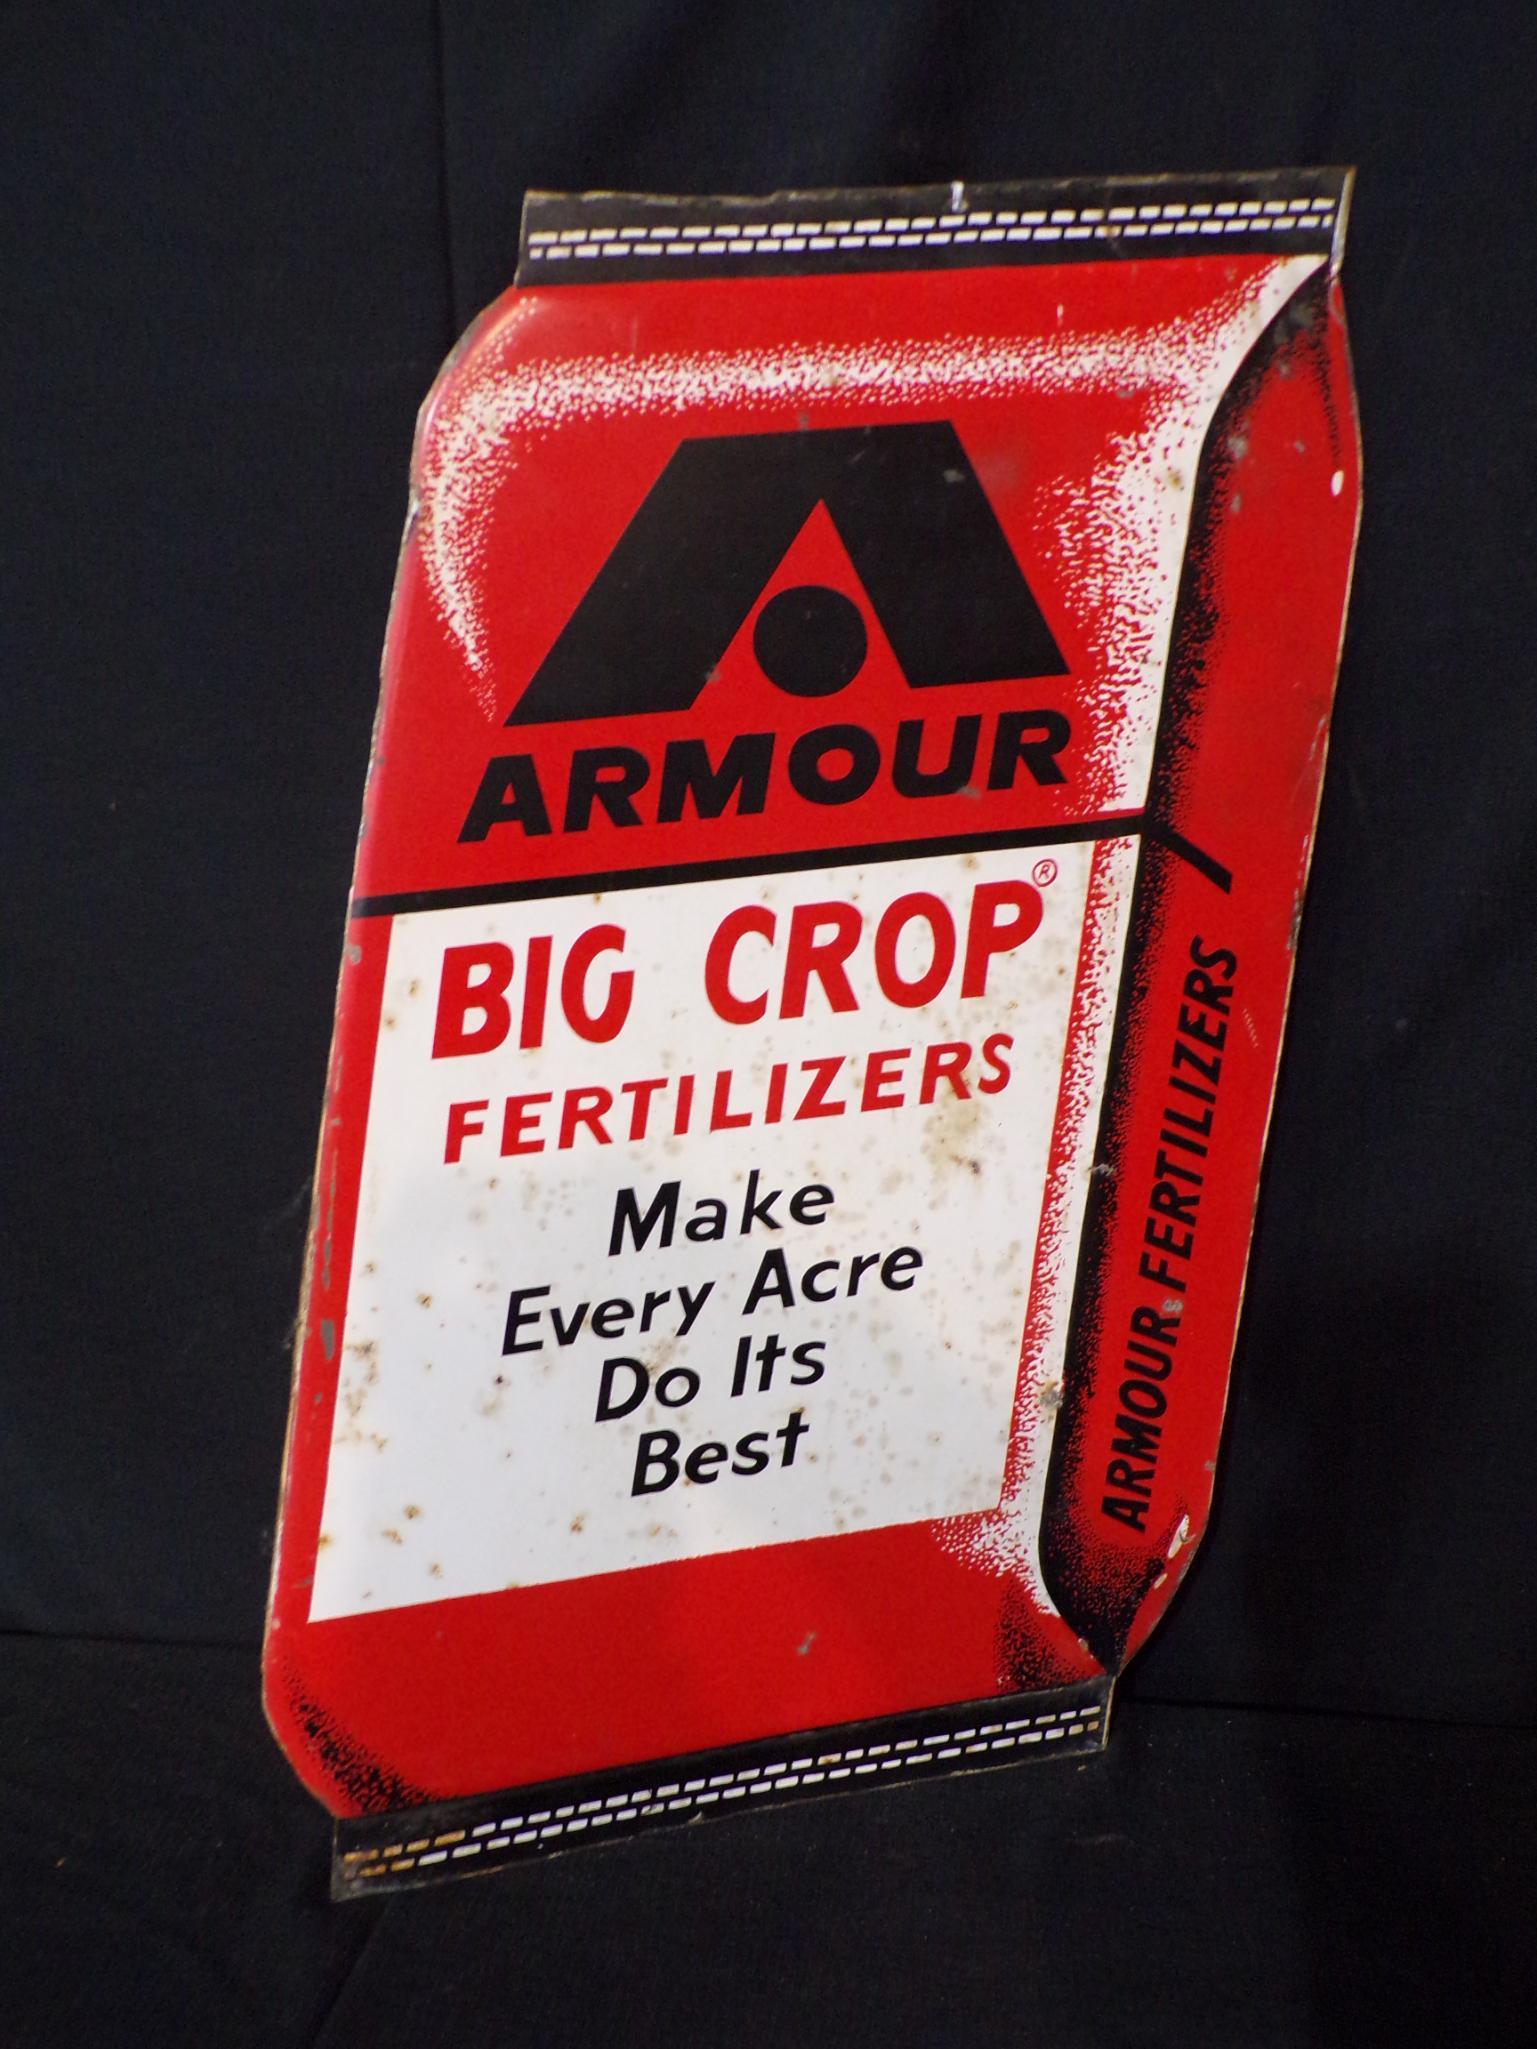 ARMOUR
BIG CROP®
FERTILIZERS
Make
Every Acre
Do Its
Best
ARMOUR FERTILIZERS